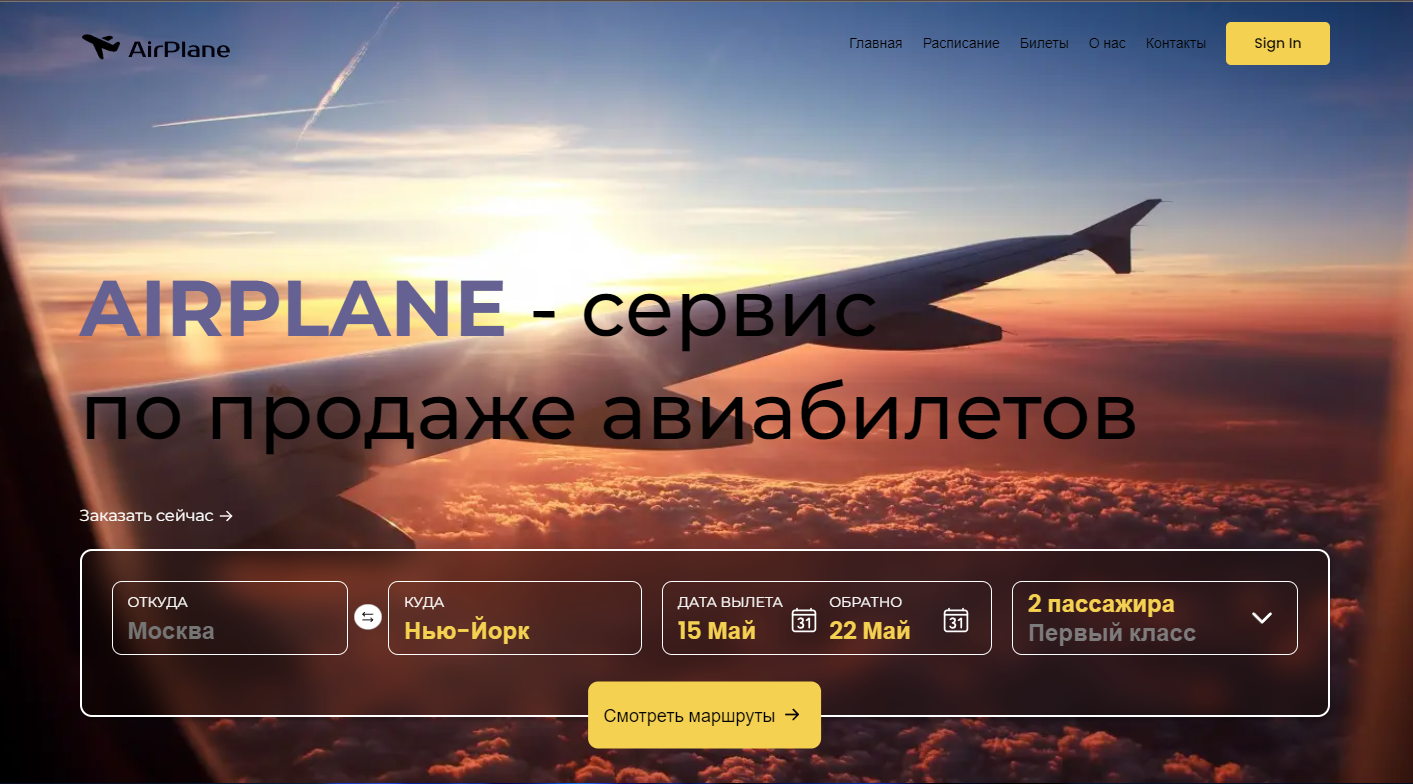 AirPlane
Главная Расписание Билеты О нас Контакты Sign In
AIRPLANE - сервис
по продаже авиабилетов
Заказать сейчас →
ОТКУДА КУДА ДАТА ВЫЛЕТА ОБРАТНО 2 пассажира
Москва Нью-Йорк 15 Май 31 22 Май 31 Первый класс
Смотреть маршруты →